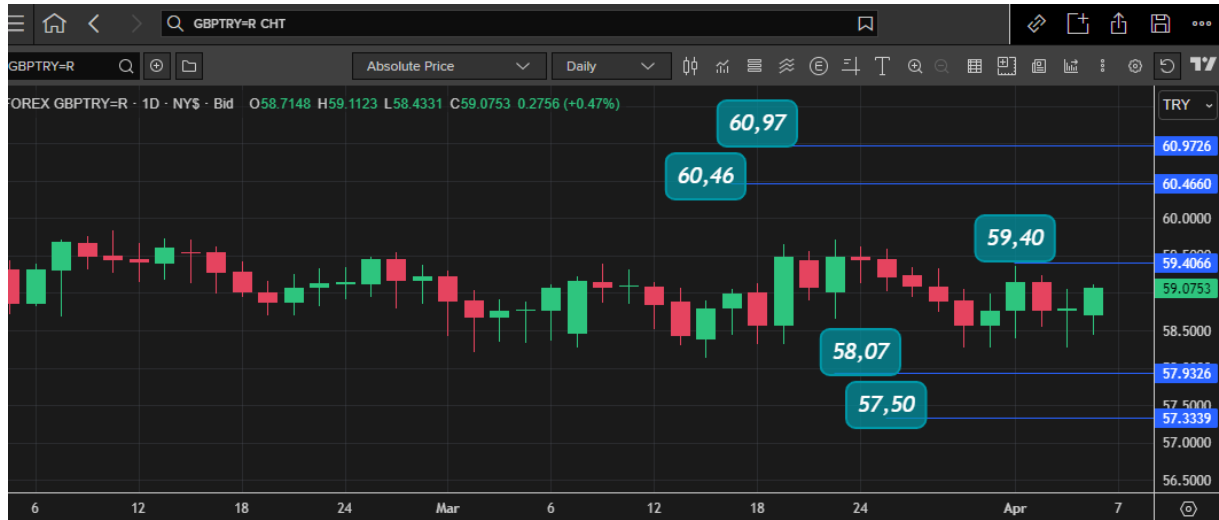 GBPTRY=R CHT
GBPTRY=R
Absolute Price
Daily
FOREX GBPTRY=R · 1D · NY$ · Bid O58.7148 H59.1123 L58.4331 C59.0753 0.2756 (+0.47%)
TRY
60,97
60.9726
60,46
60.4660
60.0000
59,40
59.4066
59.0753
58.5000
58,07
57.9326
57,50
57.5000
57.3339
57.0000
56.5000
6 12 18 24 Mar 6 12 18 24 Apr 7